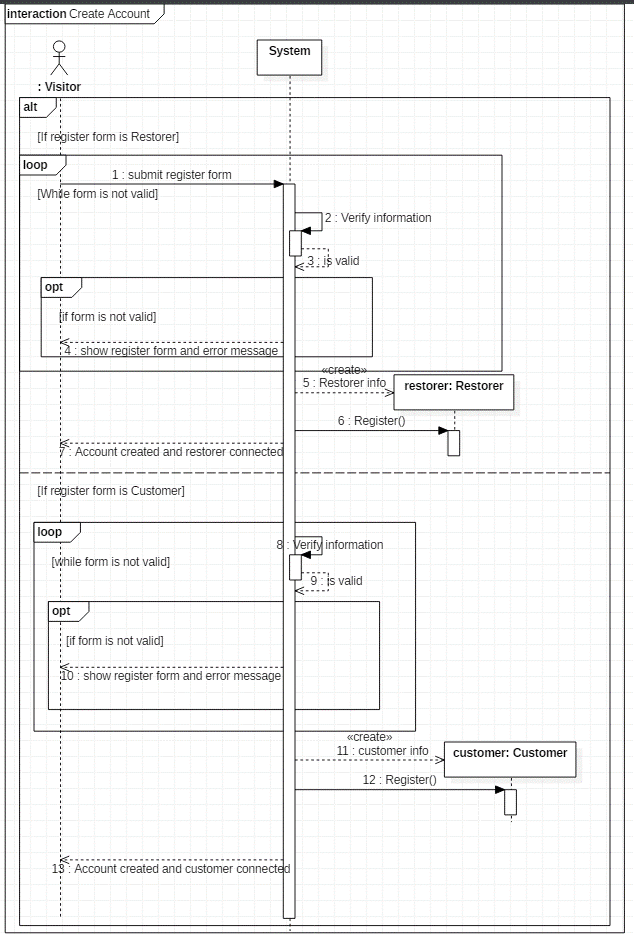 interaction Create Account
System
: Visitor
alt
[If register form is Restorer]
loop
1 : submit register form
[While form is not valid]
2 : Verify information
3 : is valid
opt
[if form is not valid]
4 : show register form and error message
«create»
5 : Restorer info
restorer: Restorer
6 : Register()
7 : Account created and restorer connected
[If register form is Customer]
loop
8 : Verify information
[while form is not valid]
9 : is valid
opt
[if form is not valid]
10 : show register form and error message
«create»
11 : customer info
customer: Customer
12 : Register()
13 : Account created and customer connected